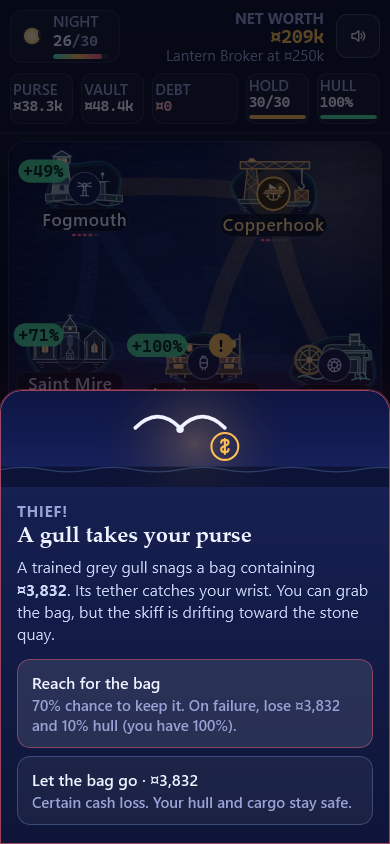 NIGHT
26/30
NET WORTH
¤209k
Lantern Broker at ¤250k
PURSE
¤38.3k
VAULT
¤48.4k
DEBT
¤0
HOLD
30/30
HULL
100%
+49%
Fogmouth
Copperhook
+71%
+100%
!
Saint Mire
THIEF!
A gull takes your purse
A trained grey gull snags a bag containing
¤3,832. Its tether catches your wrist. You can grab
the bag, but the skiff is drifting toward the stone
quay.
Reach for the bag
70% chance to keep it. On failure, lose ¤3,832
and 10% hull (you have 100%).
Let the bag go · ¤3,832
Certain cash loss. Your hull and cargo stay safe.